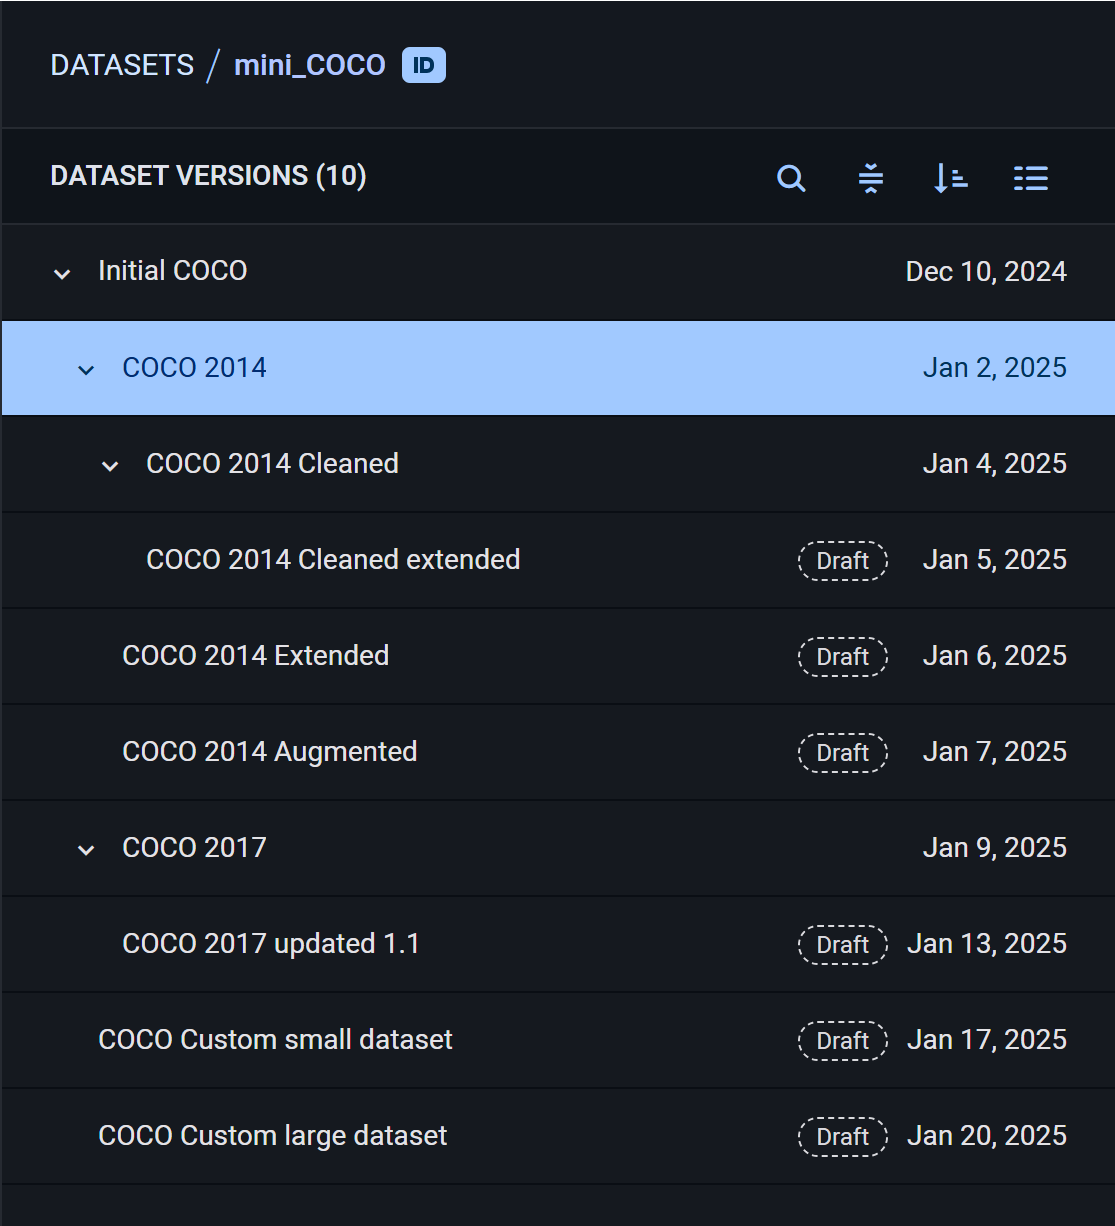 DATASETS / mini_COCO ID
DATASET VERSIONS (10)
Initial COCO Dec 10, 2024
COCO 2014 Jan 2, 2025
COCO 2014 Cleaned Jan 4, 2025
COCO 2014 Cleaned extended Draft Jan 5, 2025
COCO 2014 Extended Draft Jan 6, 2025
COCO 2014 Augmented Draft Jan 7, 2025
COCO 2017 Jan 9, 2025
COCO 2017 updated 1.1 Draft Jan 13, 2025
COCO Custom small dataset Draft Jan 17, 2025
COCO Custom large dataset Draft Jan 20, 2025